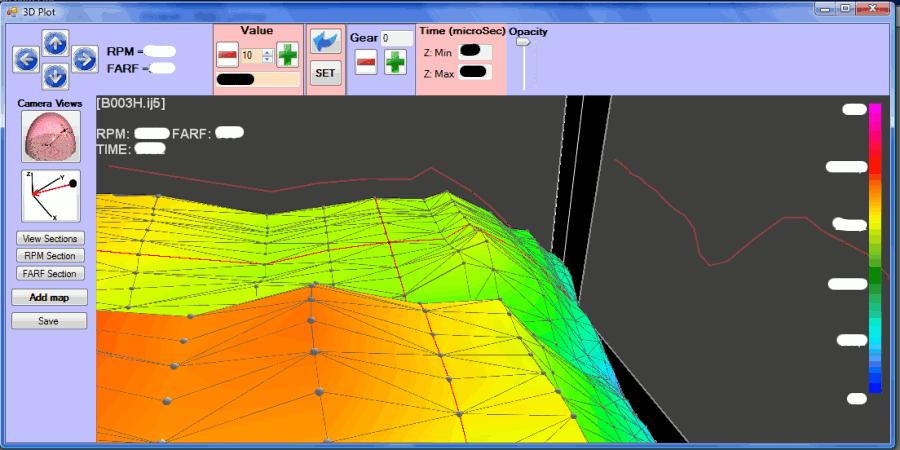 3D Plot
RPM =
FARF =
Value
10
SET
Gear 0
Time (microSec)
Z: Min
Z: Max
Opacity
Camera Views
Z
Y
X
View Sections
RPM Section
FARF Section
Add map
Save
[B003H.ij5]
RPM: FARF:
TIME: